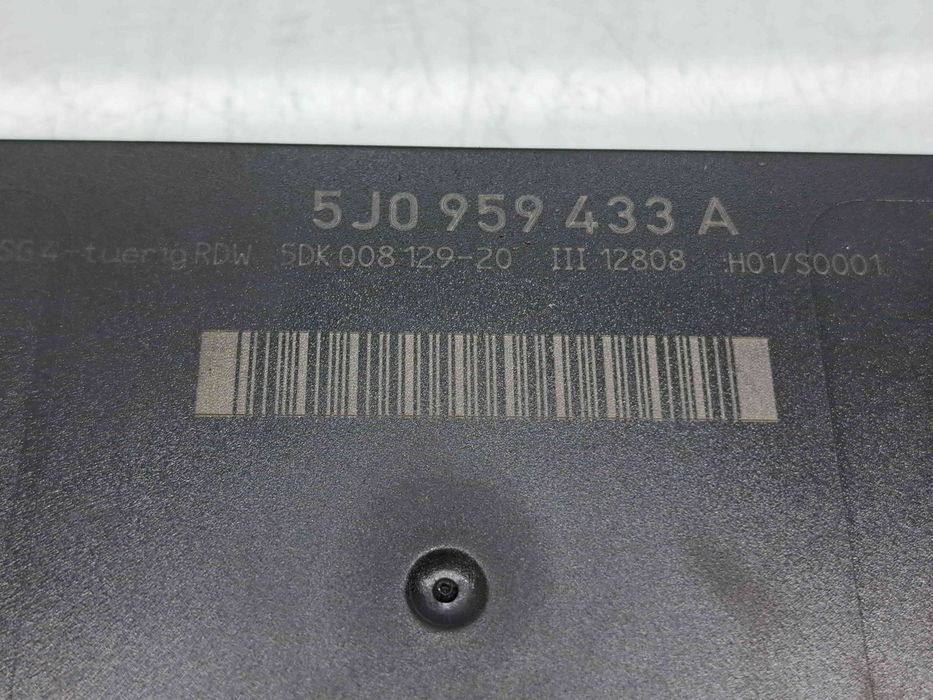 5J0 959 433 A
SG 4-tuerig RDW 5DK 008 129-20 III 12808 H01/S0001